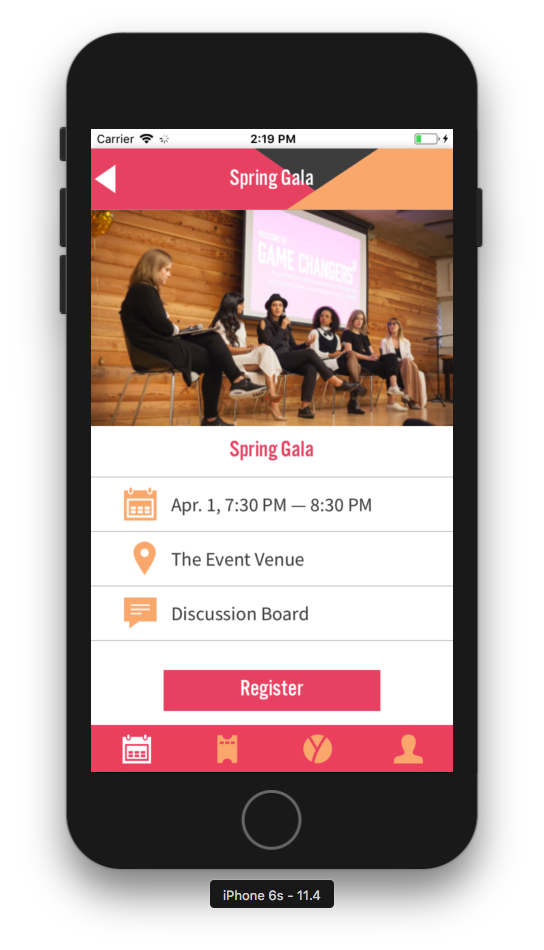 Carrier 2:19 PM
Spring Gala
WELCOME TO
GAME CHANGERS
Spring Gala
Apr. 1, 7:30 PM — 8:30 PM
The Event Venue
Discussion Board
Register
iPhone 6s - 11.4